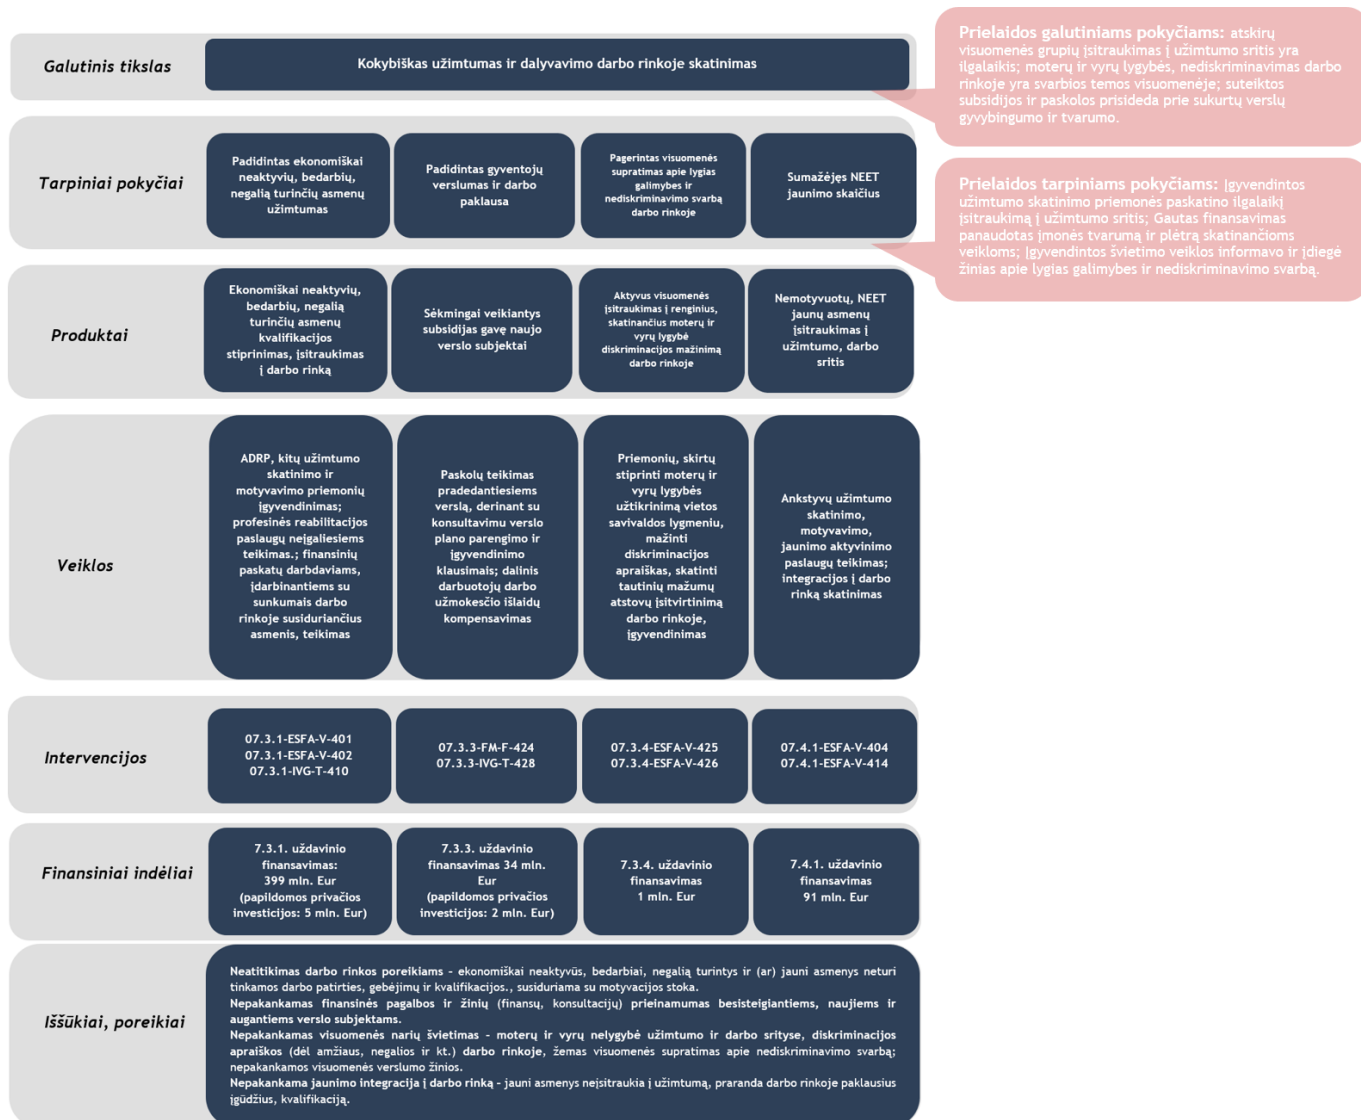 Galutinis tikslas
Kokybiškas užimtumas ir dalyvavimo darbo rinkoje skatinimas
Prielaidos galutiniams pokyčiams: atskirų
visuomenės grupių įsitraukimas į užimtumo sritis yra
ilgalaikis; moterų ir vyrų lygybės, nediskriminavimas darbo
rinkoje yra svarbios temos visuomenėje; suteiktos
subsidijos ir paskolos prisideda prie sukurtų verslų
gyvybingumo ir tvarumo.
Tarpiniai pokyčiai
Padidintas ekonomiškai
neaktyvių, bedarbių,
negalią turinčių asmenų
užimtumas
Padidintas gyventojų
verslumas ir darbo
paklausa
Pagerintas visuomenės
supratimas apie lygias
galimybes ir
nediskriminavimo svarbą
darbo rinkoje
Sumažėjęs NEET
jaunimo skaičius
Prielaidos tarpiniams pokyčiams: Įgyvendintos
užimtumo skatinimo priemonės paskatino ilgalaikį
įsitraukimą į užimtumo sritis; Gautas finansavimas
panaudotas įmonės tvarumą ir plėtrą skatinančioms
veikloms; Įgyvendintos švietimo veiklos informavo ir įdiegė
žinias apie lygias galimybes ir nediskriminavimo svarbą.
Produktai
Ekonomiškai neaktyvių,
bedarbių, negalią
turinčių asmenų
kvalifikacijos
stiprinimas, įsitraukimas
į darbo rinką
Sėkmingai veikiantys
subsidijas gavę naujo
verslo subjektai
Aktyvus visuomenės
įsitraukimas į renginius,
skatinančius moterų ir
vyrų lygybė
diskriminacijos mažinimą
darbo rinkoje
Nemotyvuotų, NEET
jaunų asmenų
įsitraukimas į
užimtumo, darbo
sritis
Veiklos
ADRP, kitų užimtumo
skatinimo ir
motyvavimo priemonių
įgyvendinimas;
profesinės reabilitacijos
paslaugų neįgaliesiems
teikimas.; finansinių
paskatų darbdaviams,
įdarbinantiems su
sunkumais darbo
rinkoje susiduriančius
asmenis, teikimas
Paskolų teikimas
pradedantiesiems
verslą, derinant su
konsultavimu verslo
plano parengimo ir
įgyvendinimo
klausimais; dalinis
darbuotojų darbo
užmokesčio išlaidų
kompensavimas
Priemonių, skirtų
stiprinti moterų ir
vyrų lygybės
užtikrinimą vietos
savivaldos lygmeniu,
mažinti
diskriminacijos
apraiškas, skatinti
tautinių mažumų
atstovų įsitvirtinimą
darbo rinkoje,
įgyvendinimas
Ankstyvų užimtumo
skatinimo,
motyvavimo,
jaunimo aktyvinimo
paslaugų teikimas;
integracijos į darbo
rinką skatinimas
Intervencijos
07.3.1-ESFA-V-401
07.3.1-ESFA-V-402
07.3.1-IVG-T-410
07.3.3-FM-F-424
07.3.3-IVG-T-428
07.3.4-ESFA-V-425
07.3.4-ESFA-V-426
07.4.1-ESFA-V-404
07.4.1-ESFA-V-414
Finansiniai indėliai
7.3.1. uždavinio
finansavimas:
399 mln. Eur
(papildomos privačios
investicijos: 5 mln. Eur)
7.3.3. uždavinio
finansavimas 34 mln.
Eur
(papildomos privačios
investicijos: 2 mln. Eur)
7.3.4. uždavinio
finansavimas
1 mln. Eur
7.4.1. uždavinio
finansavimas
91 mln. Eur
Iššūkiai, poreikiai
Neatitikimas darbo rinkos poreikiams – ekonomiškai neaktyvūs, bedarbiai, negalią turintys ir (ar) jauni asmenys neturi
tinkamos darbo patirties, gebėjimų ir kvalifikacijos., susiduriama su motyvacijos stoka.
Nepakankamas finansinės pagalbos ir žinių (finansų, konsultacijų) prieinamumas besisteigiantiems, naujiems ir
augantiems verslo subjektams.
Nepakankamas visuomenės narių švietimas – moterų ir vyrų nelygybė užimtumo ir darbo srityse, diskriminacijos
apraiškos (dėl amžiaus, negalios ir kt.) darbo rinkoje, žemas visuomenės supratimas apie nediskriminavimo svarbą;
nepakankamos visuomenės verslumo žinios.
Nepakankama jaunimo integracija į darbo rinką – jauni asmenys neįsitraukia į užimtumą, praranda darbo rinkoje paklausius
įgūdžius, kvalifikaciją.